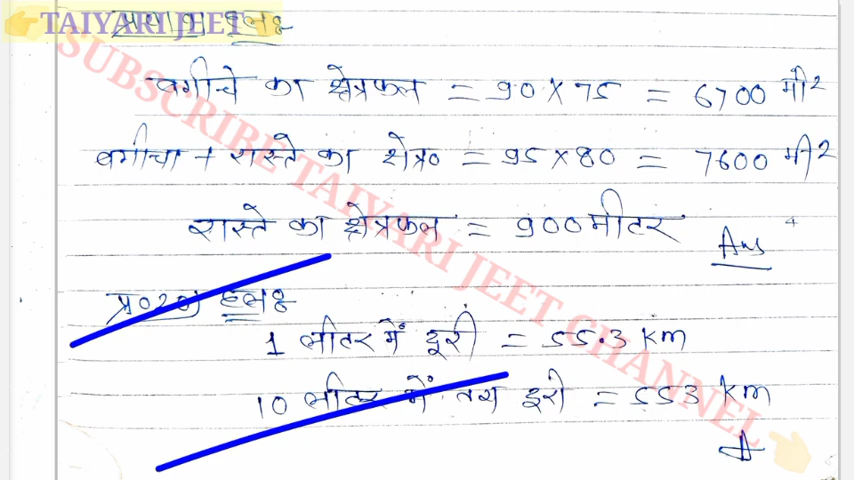 TAIYARI JEET
हलः
बगीचे का क्षेत्रफल = 90 × 75 = 6700 मी²
बगीचा + रास्ते का क्षेत्र० = 95 × 80 = 7600 मी²
रास्ते का क्षेत्रफल = 900 मीटर
Ans
प्र०20) हलः
1 लीटर में दूरी = 55.3 km
10 लीटर में तय दूरी = 553 km
A
SUBSCRIBE TAIYARI JEET CHANNEL